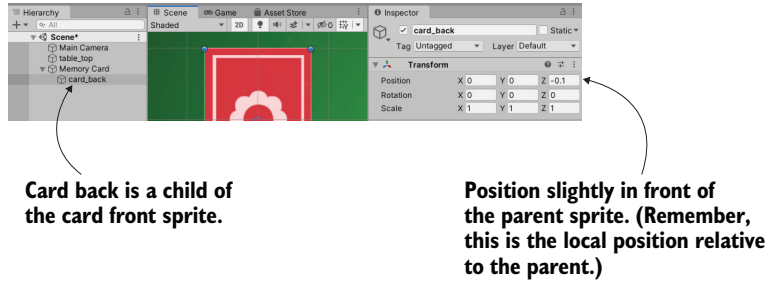 Hierarchy
Scene
Game
Asset Store
Inspector
All
Shaded
2D
0
card_back
Static
Scene*
Tag Untagged
Layer Default
Main Camera
table_top
Transform
Memory Card
Position X 0 Y 0 Z -0.1
card_back
Rotation X 0 Y 0 Z 0
Scale X 1 Y 1 Z 1
Card back is a child of
the card front sprite.
Position slightly in front of
the parent sprite. (Remember,
this is the local position relative
to the parent.)